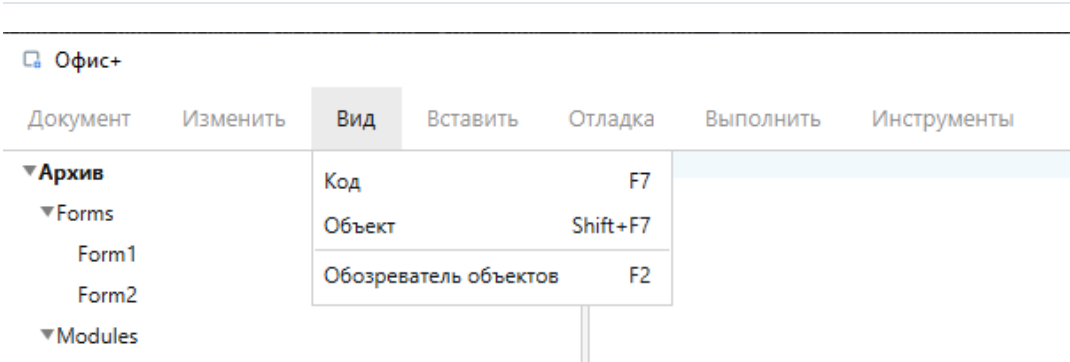 Офис+
Документ Изменить Вид Вставить Отладка Выполнить Инструменты
Архив
Код F7
Forms
Объект Shift+F7
Form1
Обозреватель объектов F2
Form2
Modules